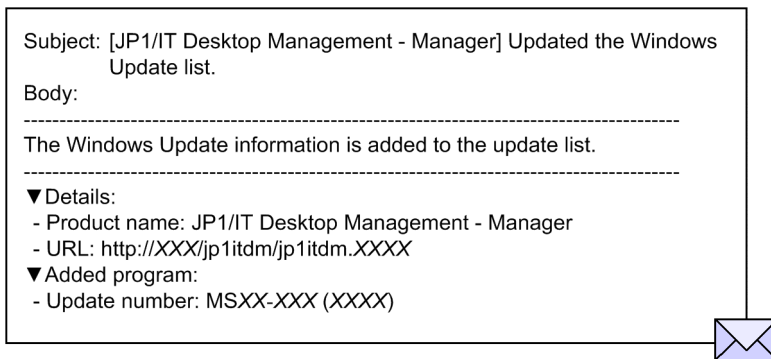 Subject: [JP1/IT Desktop Management - Manager] Updated the Windows
Update list.
Body:
-------------------------------------------------------------------------------------------
The Windows Update information is added to the update list.
-------------------------------------------------------------------------------------------
▼Details:
- Product name: JP1/IT Desktop Management - Manager
- URL: http://XXX/jp1itdm/jp1itdm.XXXX
▼Added program:
- Update number: MSXX-XXX (XXXX)